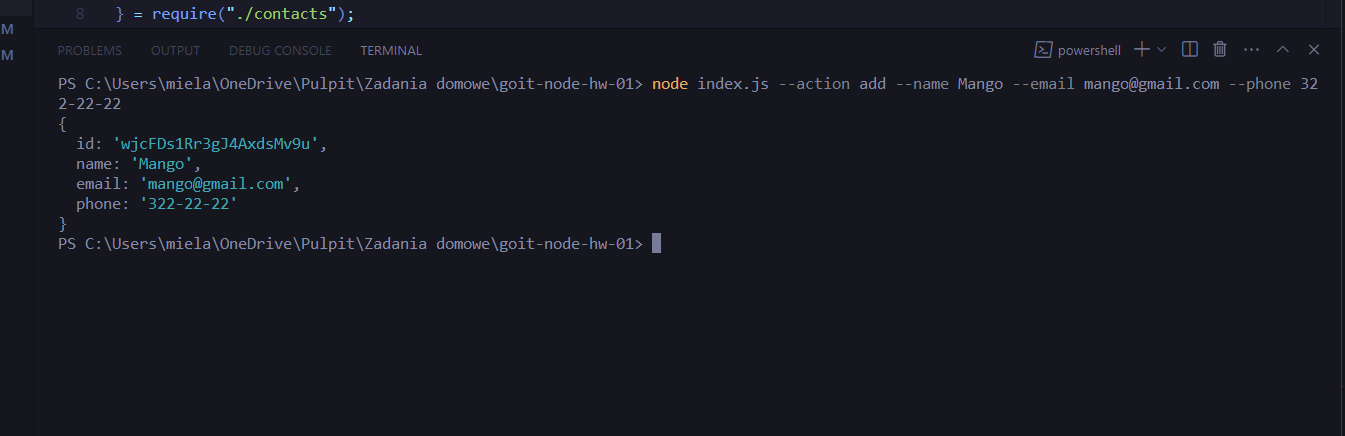 8 } = require("./contacts");
M
M
PROBLEMS OUTPUT DEBUG CONSOLE TERMINAL powershell
PS C:\Users\miela\OneDrive\Pulpit\Zadania domowe\goit-node-hw-01> node index.js --action add --name Mango --email mango@gmail.com --phone 32
2-22-22
{
  id: 'wjcFDs1Rr3gJ4AxdsMv9u',
  name: 'Mango',
  email: 'mango@gmail.com',
  phone: '322-22-22'
}
PS C:\Users\miela\OneDrive\Pulpit\Zadania domowe\goit-node-hw-01>